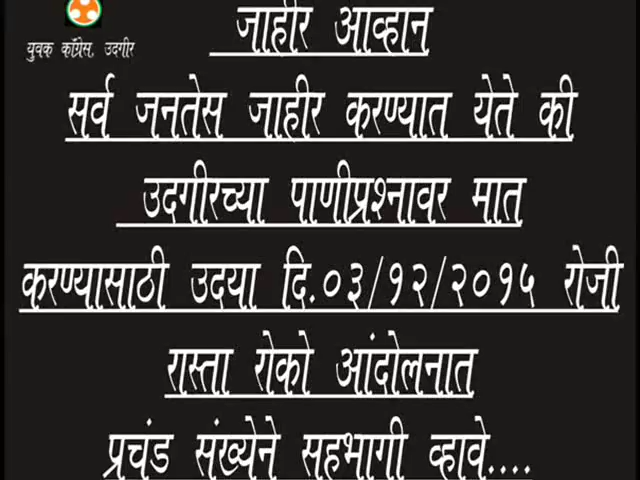 जाहीर आव्हान
युवक काँग्रेस, उदगीर
सर्व जनतेस जाहीर करण्यात येते की
उदगीरच्या पाणीप्रश्नावर मात
करण्यासाठी उदया दि.०३/१२/२०१५ रोजी
रास्ता रोको आंदोलनात
प्रचंड संख्येने सहभागी व्हावे....